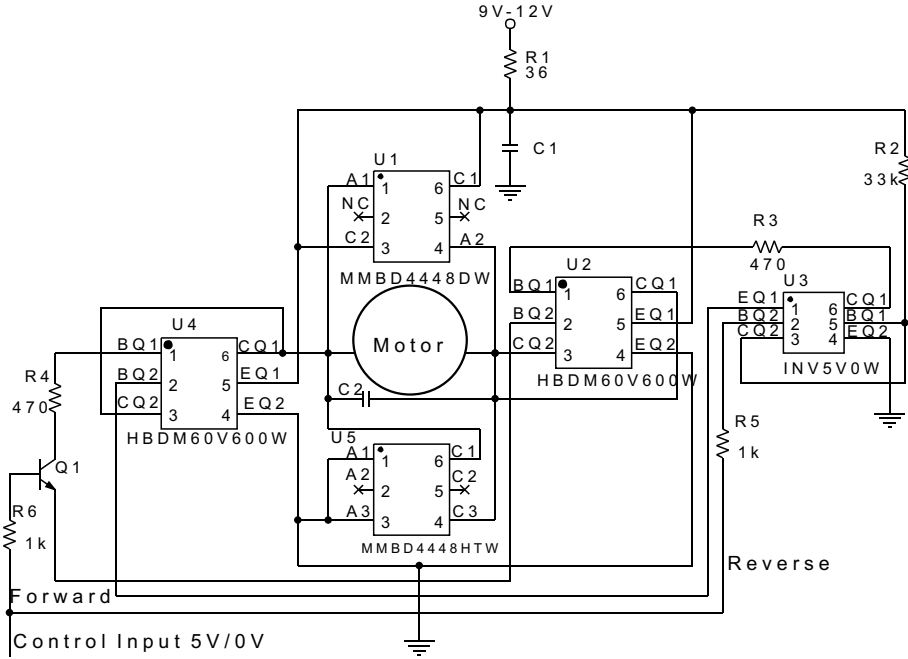 9V-12V
R1
36
C1
R2
33k
U1
A1 1 6 C1
NC 2 5 NC
C2 3 4 A2
MMBD4448DW
R3
470
U2
BQ1 1 6 CQ1
BQ2 2 5 EQ1
CQ2 3 4 EQ2
HBDM60V600W
U3
EQ1 1 6 CQ1
BQ2 2 5 BQ1
CQ2 3 4 EQ2
INV5V0W
Motor
C2
U4
BQ1 1 6 CQ1
BQ2 2 5 EQ1
CQ2 3 4 EQ2
HBDM60V600W
R4
470
U5
A1 1 6 C1
A2 2 5 C2
A3 3 4 C3
MMBD4448HTW
R5
1k
Q1
R6
1k
Reverse
Forward
Control Input 5V/0V